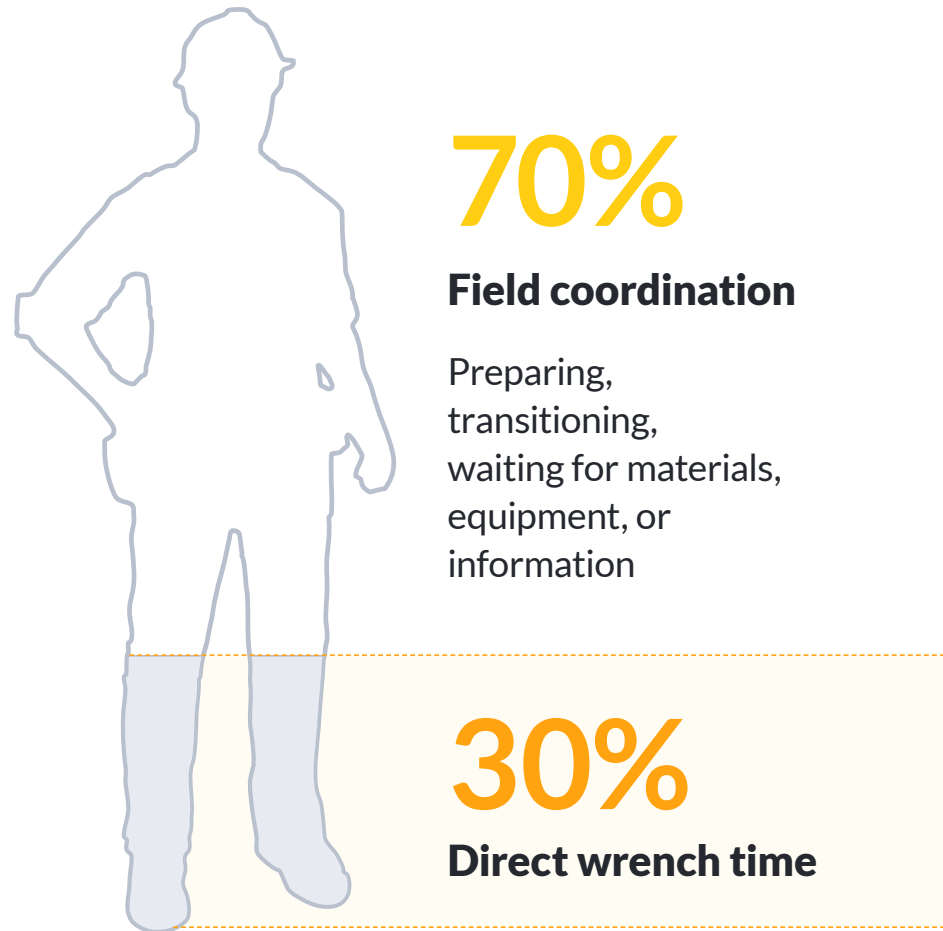 70%
Field coordination
Preparing,
transitioning,
waiting for materials,
equipment, or
information
30%
Direct wrench time